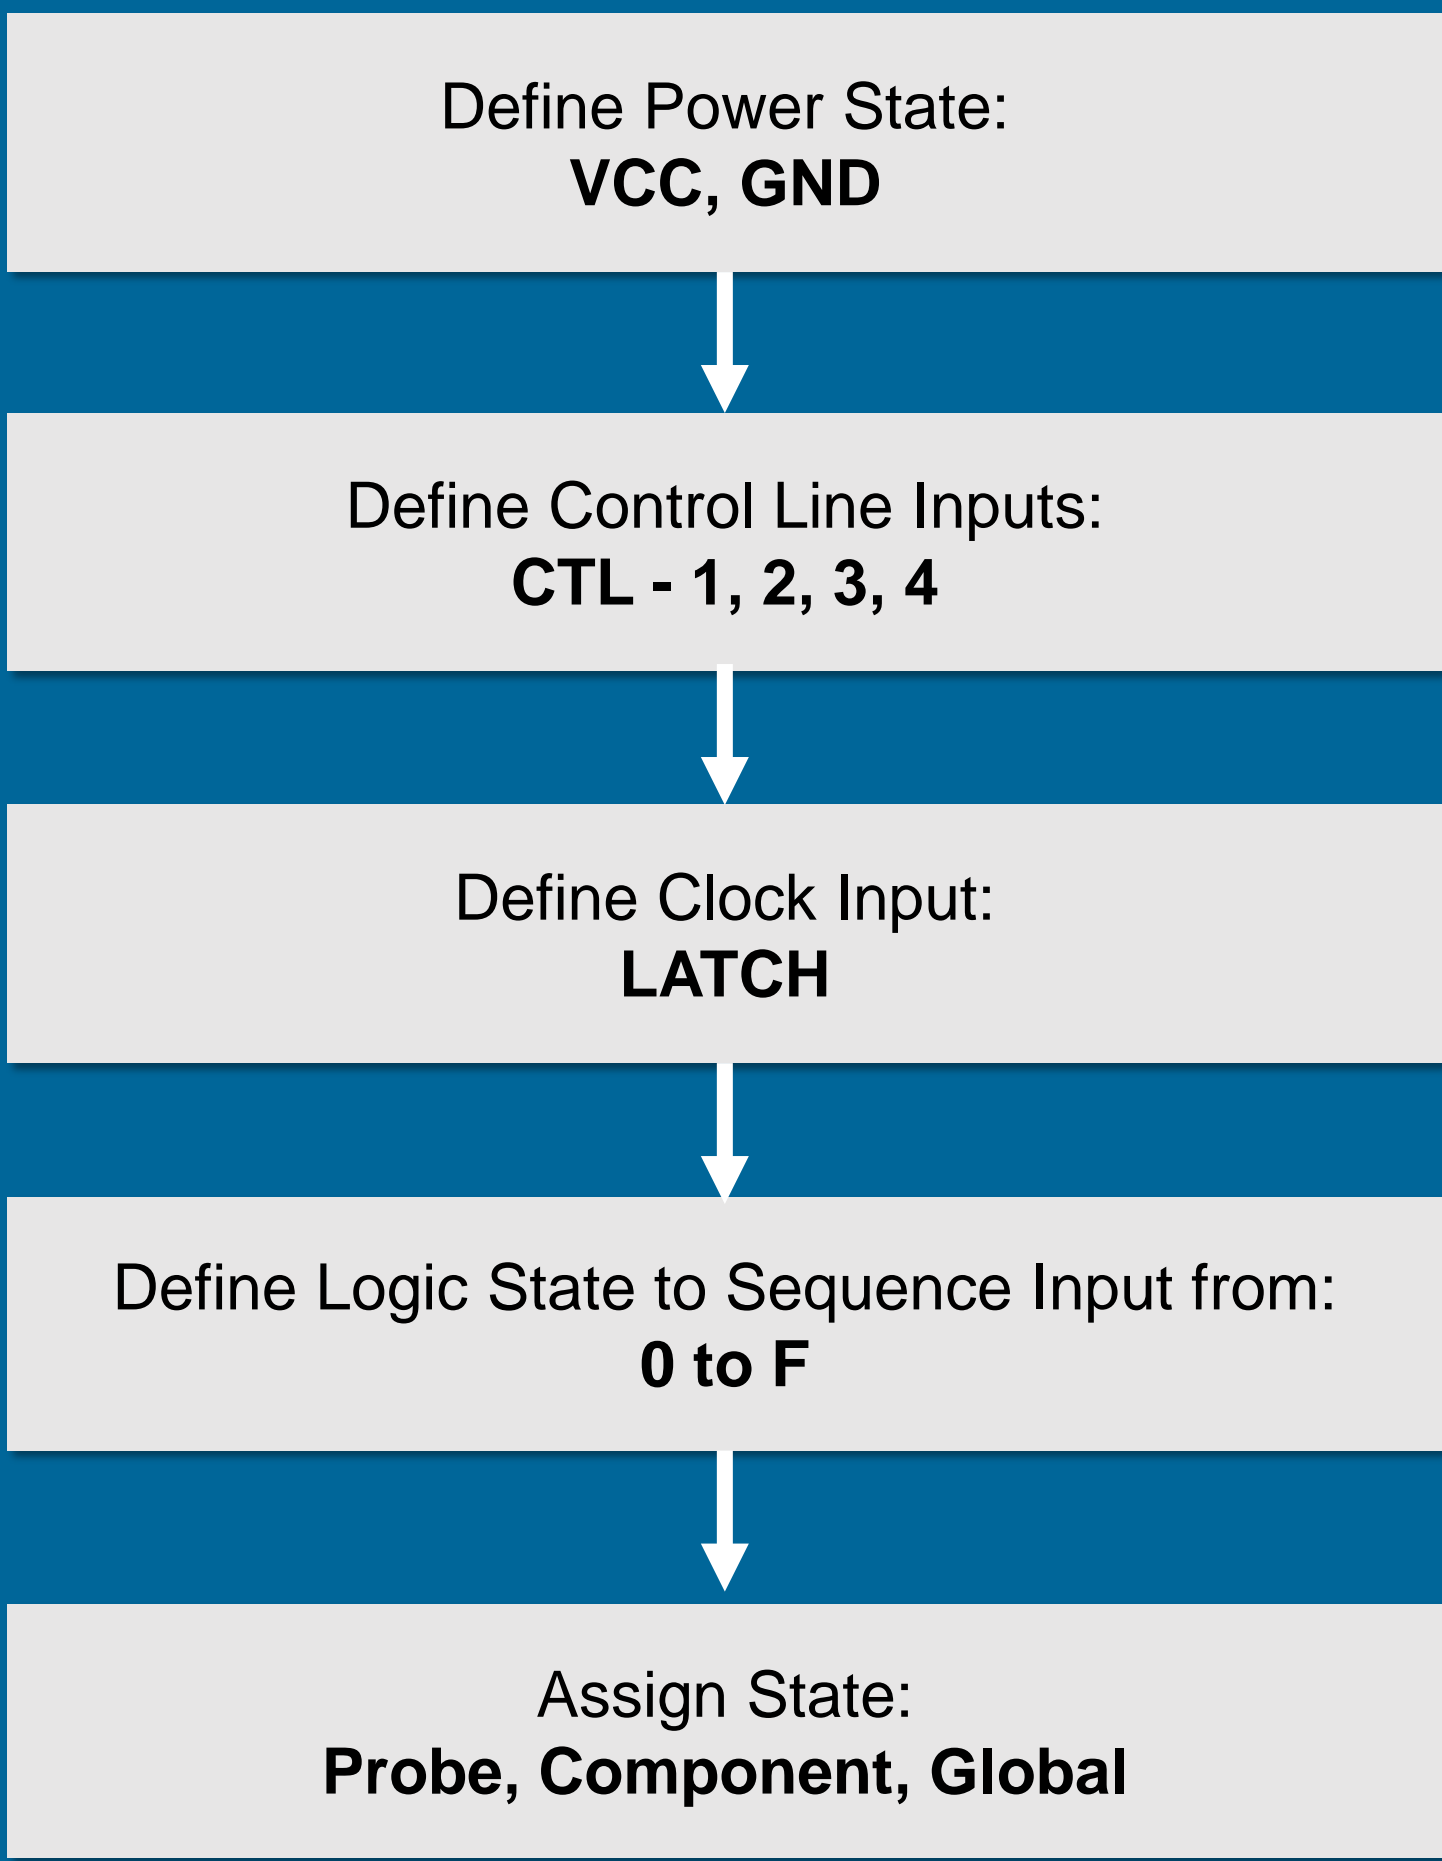 Define Power State:
VCC, GND
Define Control Line Inputs:
CTL - 1, 2, 3, 4
Define Clock Input:
LATCH
Define Logic State to Sequence Input from:
0 to F
Assign State:
Probe, Component, Global